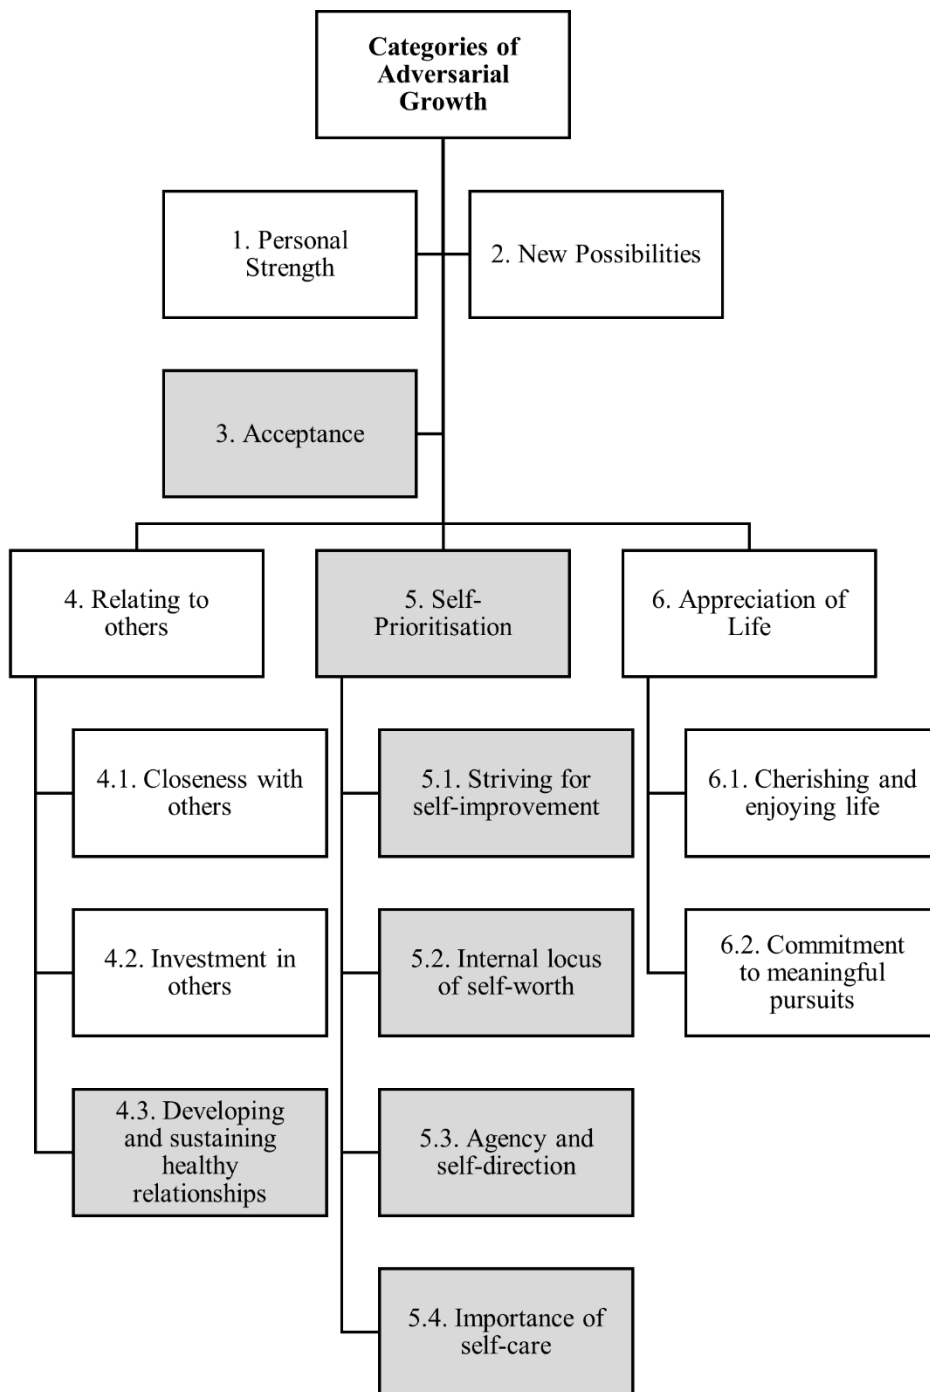 Categories of
Adversarial
Growth
1. Personal
Strength
2. New Possibilities
3. Acceptance
4. Relating to
others
5. Self-
Prioritisation
6. Appreciation of
Life
4.1. Closeness with
others
5.1. Striving for
self-improvement
6.1. Cherishing and
enjoying life
4.2. Investment in
others
5.2. Internal locus
of self-worth
6.2. Commitment
to meaningful
pursuits
4.3. Developing
and sustaining
healthy
relationships
5.3. Agency and
self-direction
5.4. Importance of
self-care